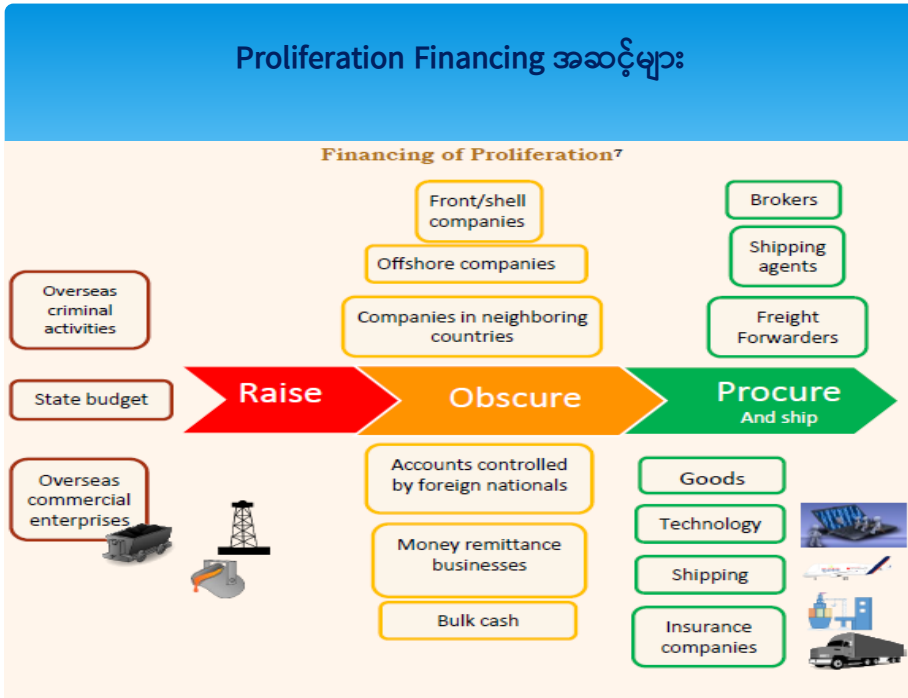 Proliferation Financing အဆင့်များ
Financing of Proliferation⁷
Overseas
criminal
activities
State budget
Overseas
commercial
enterprises
Raise
Front/shell
companies
Offshore companies
Companies in neighboring
countries
Obscure
Accounts controlled
by foreign nationals
Money remittance
businesses
Bulk cash
Brokers
Shipping
agents
Freight
Forwarders
Procure
And ship
Goods
Technology
Shipping
Insurance
companies